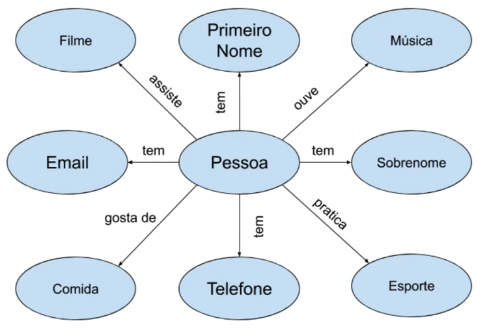 Filme
Primeiro
Nome
Música
assiste
tem
ouve
Email
tem
Pessoa
tem
Sobrenome
gosta de
tem
pratica
Comida
Telefone
Esporte